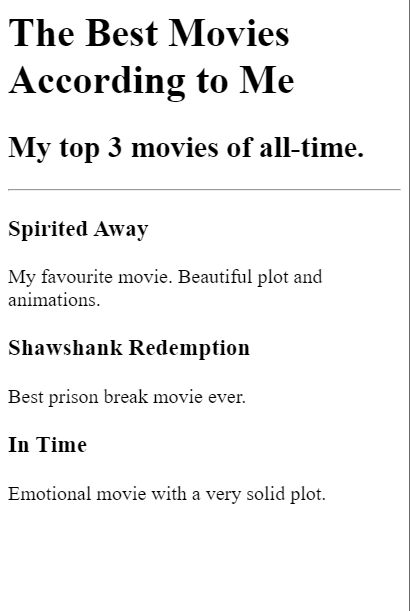 The Best Movies
According to Me
My top 3 movies of all-time.
Spirited Away
My favourite movie. Beautiful plot and
animations.
Shawshank Redemption
Best prison break movie ever.
In Time
Emotional movie with a very solid plot.